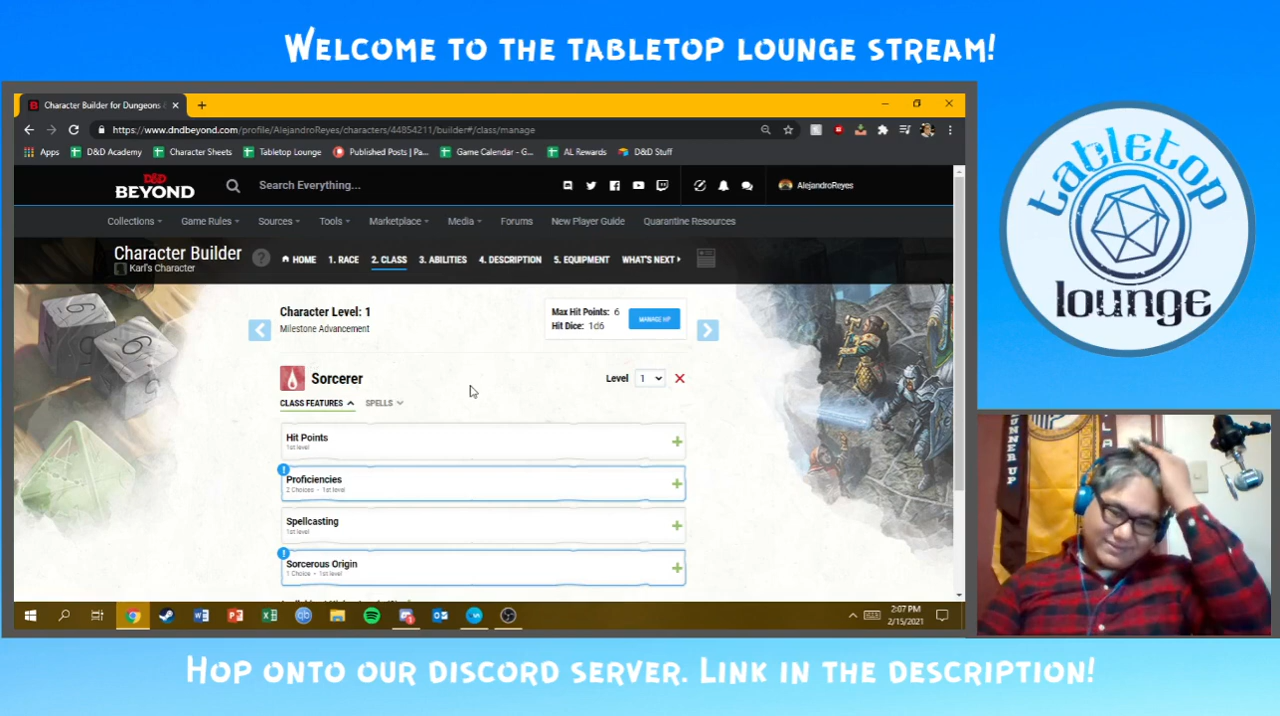 WELCOME TO THE TABLETOP LOUNGE STREAM!
Character Builder for Dungeons &
https://www.dndbeyond.com/profile/AlejandroReyes/characters/44854211/builder#/class/manage
Apps D&D Academy Character Sheets Tabletop Lounge Published Posts | Pa... Game Calendar - G... AL Rewards D&D Stuff
D&D BEYOND Search Everything... AlejandroReyes
Collections Game Rules Sources Tools Marketplace Media Forums New Player Guide Quarantine Resources
Character Builder ? HOME 1. RACE 2. CLASS 3. ABILITIES 4. DESCRIPTION 5. EQUIPMENT WHAT'S NEXT
Karl's Character
Character Level: 1
Milestone Advancement
Max Hit Points: 6
Hit Dice: 1d6
MANAGE HP
Sorcerer Level 1
CLASS FEATURES SPELLS
Hit Points
1st level
Proficiencies
2 Choices • 1st level
Spellcasting
1st level
Sorcerous Origin
1 Choice • 1st level
2:07 PM
2/15/2021
tabletop
lounge
UNNER UP
HOP ONTO OUR DISCORD SERVER. LINK IN THE DESCRIPTION!